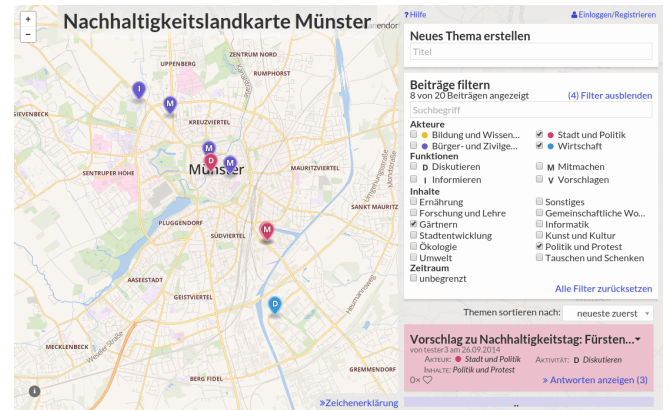 Nachhaltigkeitslandkarte Münster
? Hilfe
Einloggen/Registrieren
Neues Thema erstellen
Titel
Beiträge filtern
8 von 20 Beiträgen angezeigt
(4) Filter ausblenden
Suchbegriff
Akteure
Bildung und Wissen...
Stadt und Politik
Bürger- und Zivilge...
Wirtschaft
Funktionen
D Diskutieren
M Mitmachen
I Informieren
V Vorschlagen
Inhalte
Ernährung
Sonstiges
Forschung und Lehre
Gemeinschaftliche Wo...
Gärtnern
Informatik
Stadtentwicklung
Kunst und Kultur
Ökologie
Politik und Protest
Umwelt
Tauschen und Schenken
Zeitraum
unbegrenzt
Alle Filter zurücksetzen
Themen sortieren nach:
neueste zuerst
Vorschlag zu Nachhaltigkeitstag: Fürsten...
von tester3 am 26.09.2014
Akteur: Stadt und Politik
Aktivität: D Diskutieren
Inhalte: Politik und Protest
0×
» Antworten anzeigen (3)
+
-
ZENTRUM NORD
UPPENBERG
RUMPHORST
I
M
KREUZVIERTEL
M
D
M
Münster
SENTRUPER HÖHE
MAURITZVIERTEL
SANKT MAURITZ
PLUGGENDORF
M
SÜDVIERTEL
AASEESTADT
GEISTVIERTEL
D
MECKLENBECK
Weseler Straße
GREMMENDORF
BERG FIDEL
»Zeichenerklärung